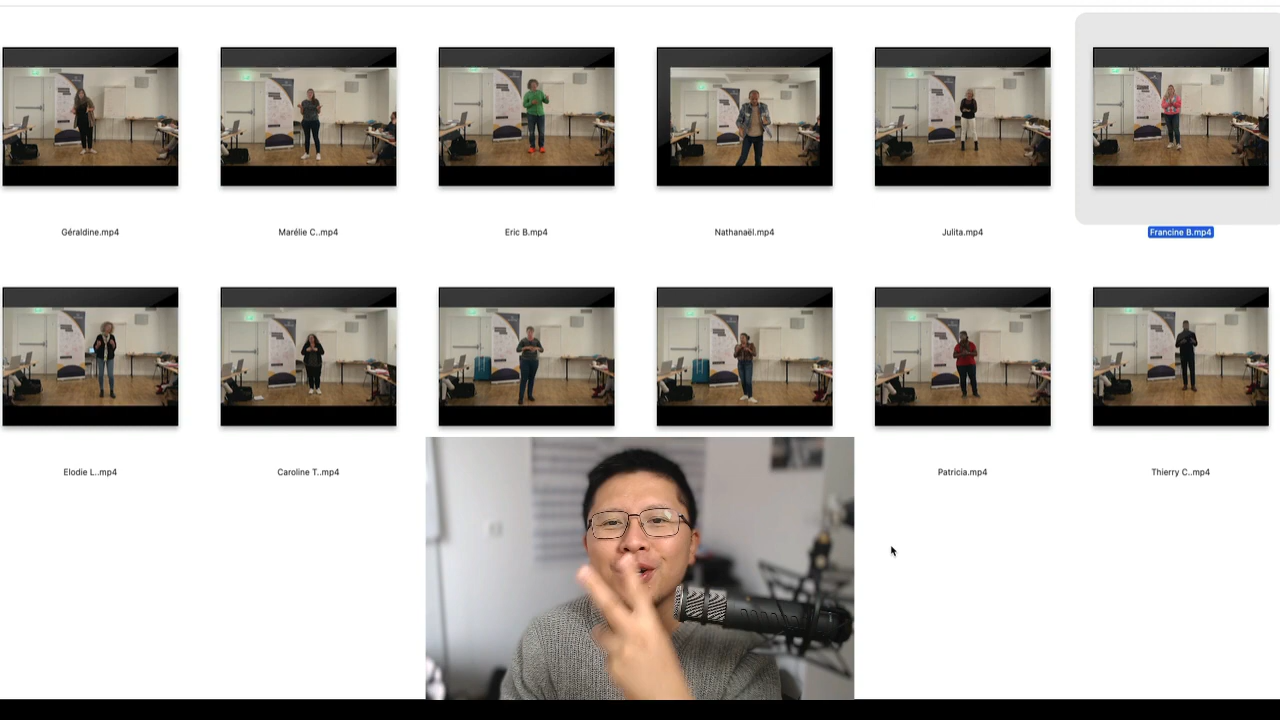 Géraldine.mp4
Marélie C..mp4
Eric B.mp4
Nathanaël.mp4
Julita.mp4
Francine B.mp4
Elodie L..mp4
Caroline T..mp4
Patricia.mp4
Thierry C..mp4